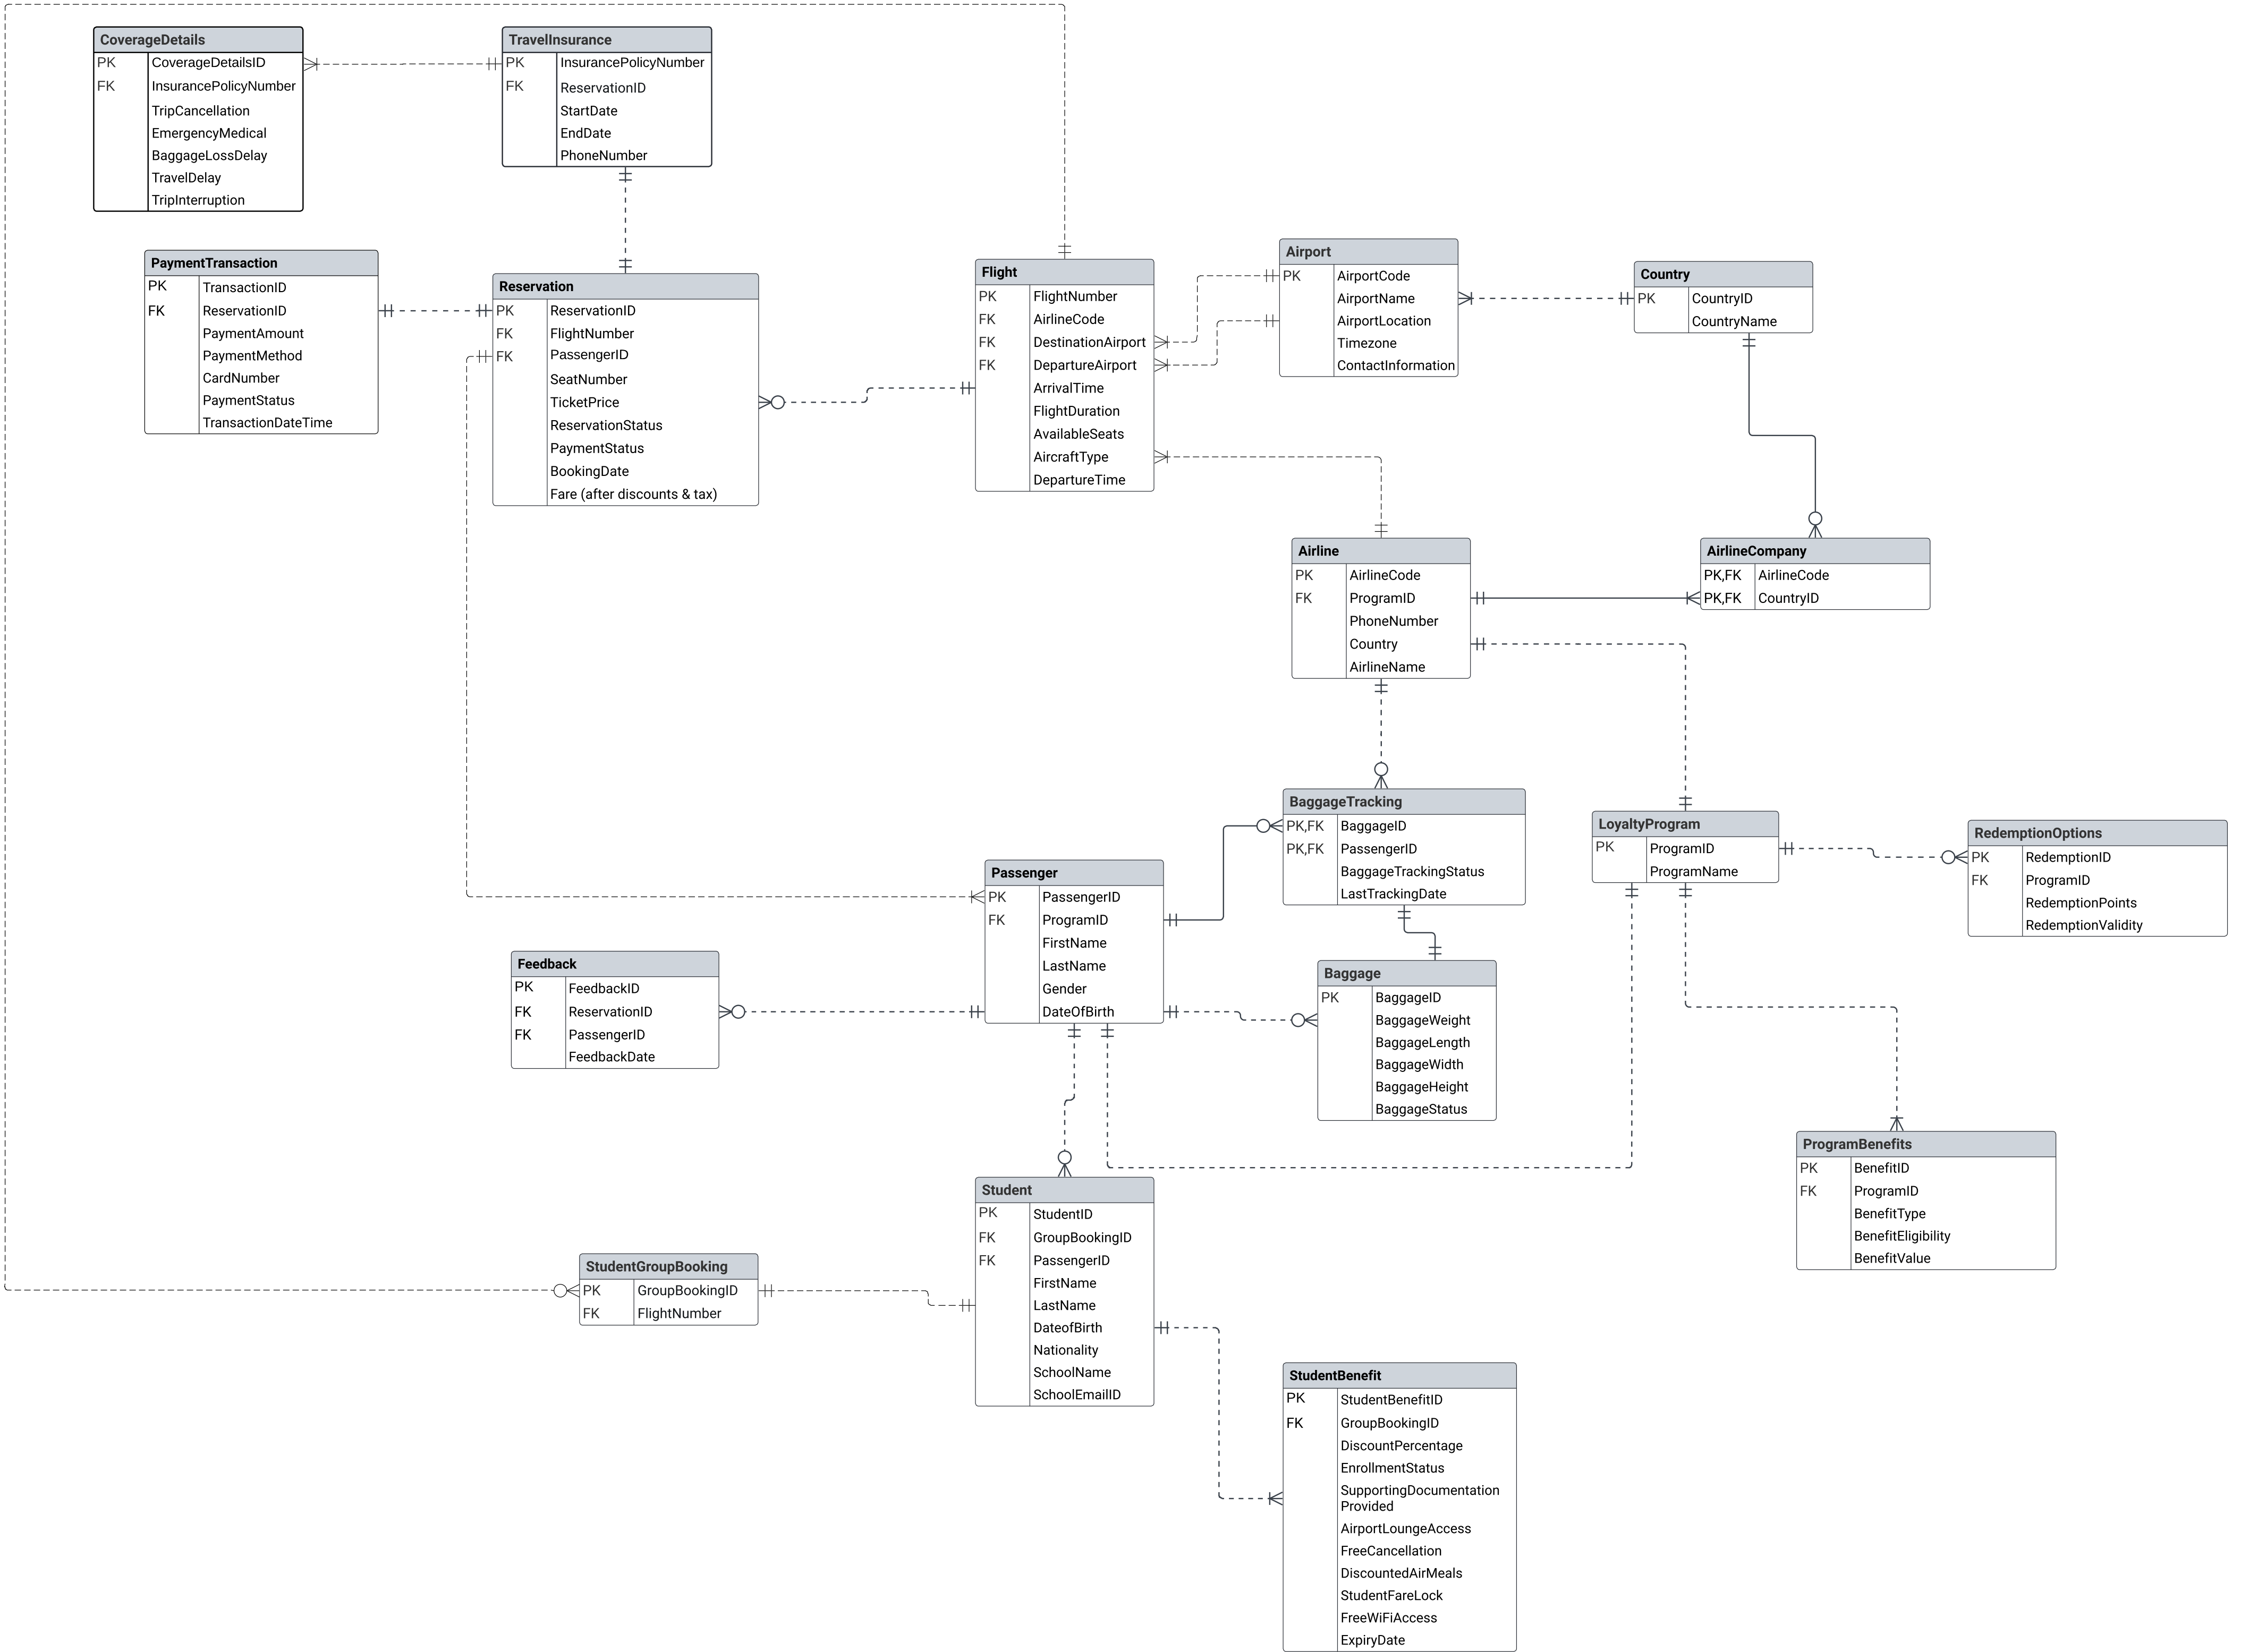 CoverageDetails
PK CoverageDetailsID
FK InsurancePolicyNumber
TripCancellation
EmergencyMedical
BaggageLossDelay
TravelDelay
TripInterruption
TravelInsurance
PK InsurancePolicyNumber
FK ReservationID
StartDate
EndDate
PhoneNumber
PaymentTransaction
PK TransactionID
FK ReservationID
PaymentAmount
PaymentMethod
CardNumber
PaymentStatus
TransactionDateTime
Reservation
PK ReservationID
FK FlightNumber
FK PassengerID
SeatNumber
TicketPrice
ReservationStatus
PaymentStatus
BookingDate
Fare (after discounts & tax)
Flight
PK FlightNumber
FK AirlineCode
FK DestinationAirport
FK DepartureAirport
ArrivalTime
FlightDuration
AvailableSeats
AircraftType
DepartureTime
Airport
PK AirportCode
AirportName
AirportLocation
Timezone
ContactInformation
Country
PK CountryID
CountryName
Airline
PK AirlineCode
FK ProgramID
PhoneNumber
Country
AirlineName
AirlineCompany
PK,FK AirlineCode
PK,FK CountryID
BaggageTracking
PK,FK BaggageID
PK,FK PassengerID
BaggageTrackingStatus
LastTrackingDate
LoyaltyProgram
PK ProgramID
ProgramName
RedemptionOptions
PK RedemptionID
FK ProgramID
RedemptionPoints
RedemptionValidity
Passenger
PK PassengerID
FK ProgramID
FirstName
LastName
Gender
DateOfBirth
Feedback
PK FeedbackID
FK ReservationID
FK PassengerID
FeedbackDate
Baggage
PK BaggageID
BaggageWeight
BaggageLength
BaggageWidth
BaggageHeight
BaggageStatus
ProgramBenefits
PK BenefitID
FK ProgramID
BenefitType
BenefitEligibility
BenefitValue
Student
PK StudentID
FK GroupBookingID
FK PassengerID
FirstName
LastName
DateofBirth
Nationality
SchoolName
SchoolEmailID
StudentGroupBooking
PK GroupBookingID
FK FlightNumber
StudentBenefit
PK StudentBenefitID
FK GroupBookingID
DiscountPercentage
EnrollmentStatus
SupportingDocumentation
Provided
AirportLoungeAccess
FreeCancellation
DiscountedAirMeals
StudentFareLock
FreeWiFiAccess
ExpiryDate